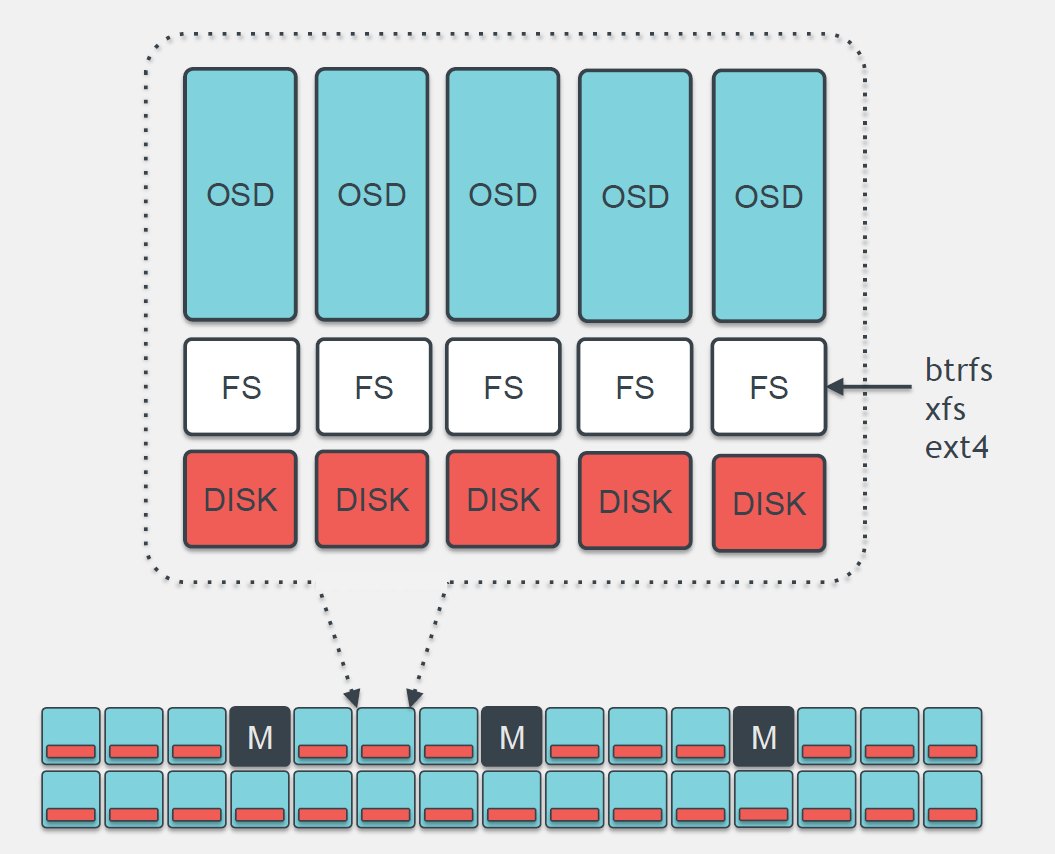 OSD OSD OSD OSD OSD
FS FS FS FS FS
btrfs
xfs
ext4
DISK DISK DISK DISK DISK
M M M